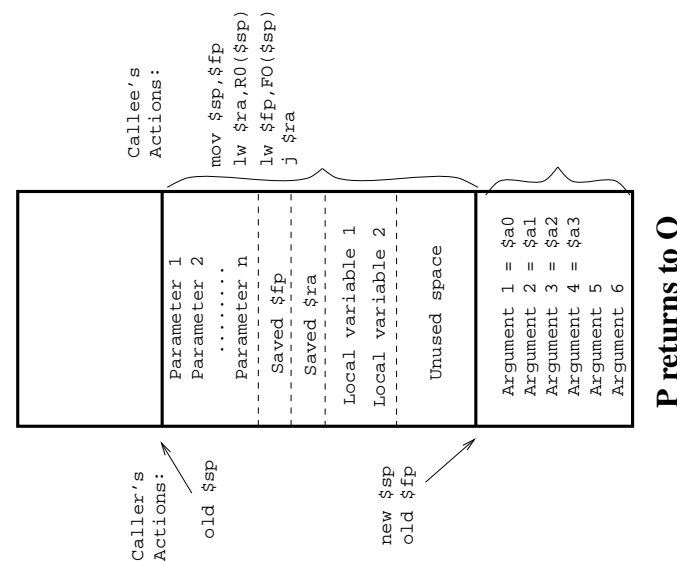 Caller's
Actions:
old $sp
new $sp
old $fp
Parameter 1
Parameter 2
........
Parameter n
Saved $fp
Saved $ra
Local variable 1
Local variable 2
Unused space
Argument 1 = $a0
Argument 2 = $a1
Argument 3 = $a2
Argument 4 = $a3
Argument 5
Argument 6
Callee's
Actions:
mov $sp,$fp
lw $ra,RO($sp)
lw $fp,FO($sp)
j $ra
P returns to O